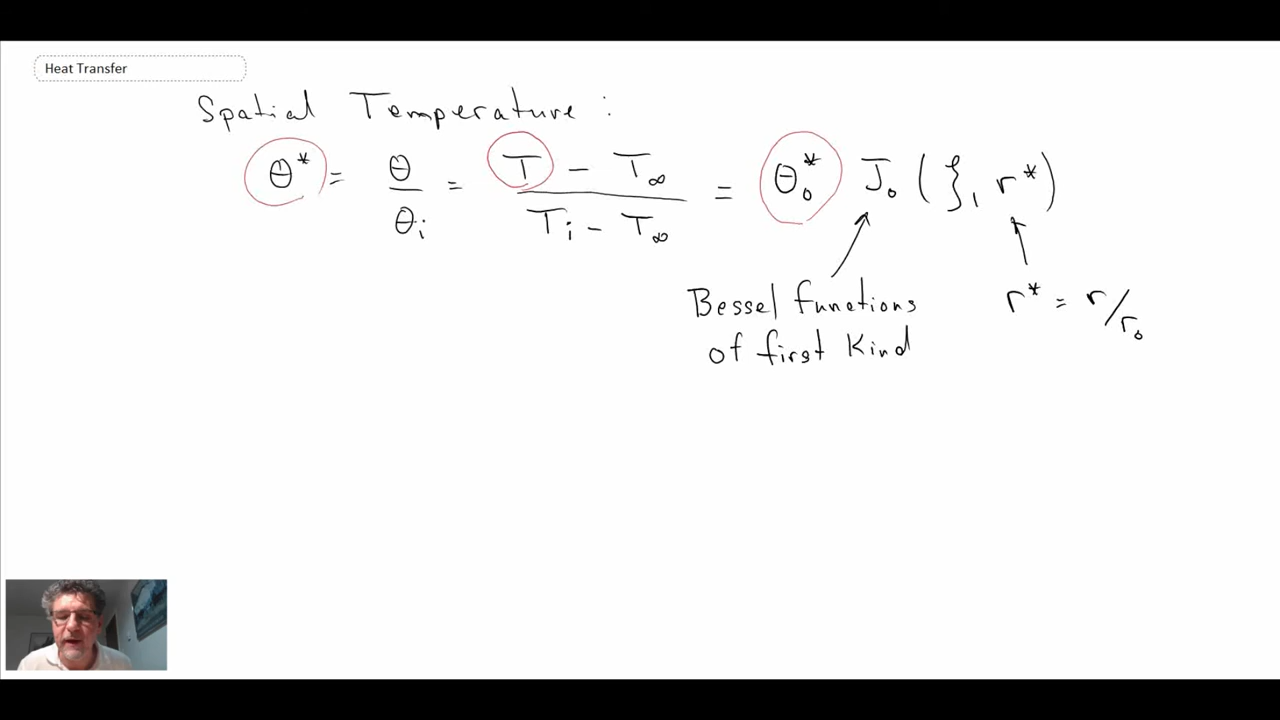 Heat Transfer
Spatial Temperature :
θ* = θ/θᵢ = (T − T∞)/(Tᵢ − T∞) = θ₀* J₀ (ζ₁ r*)
Bessel functions
of first kind
r* = r/r₀